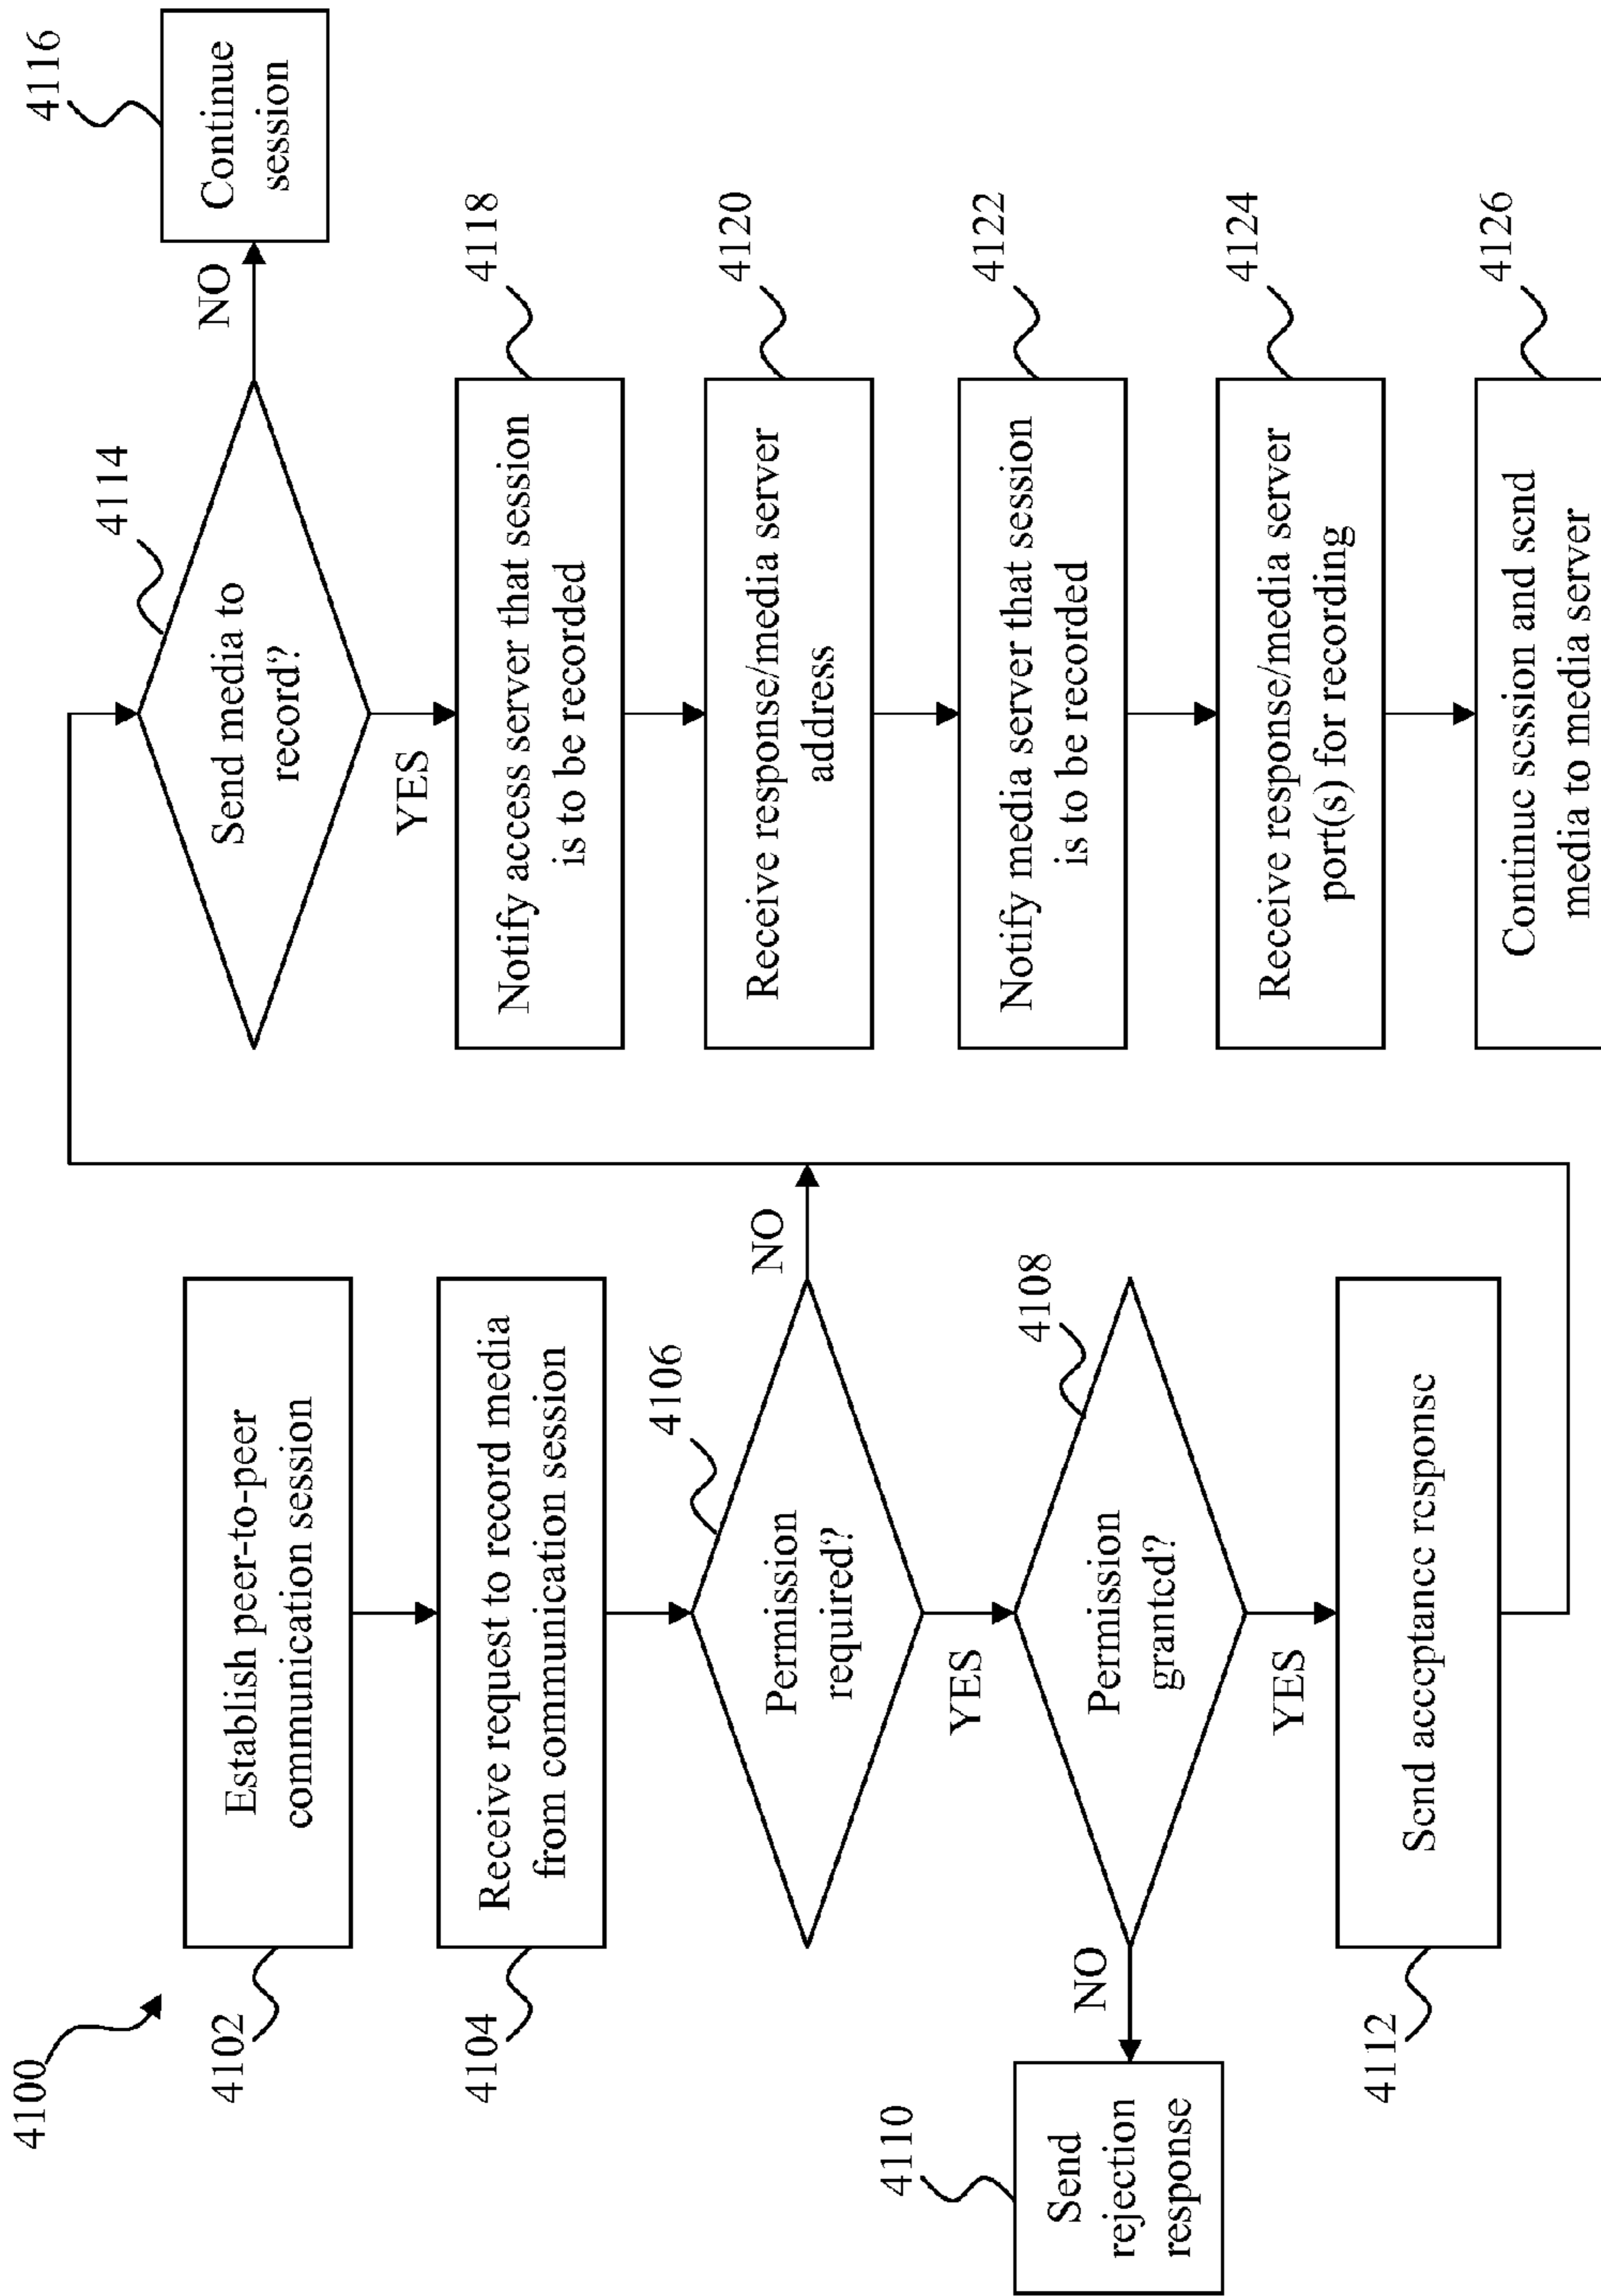 4100
4102
Establish peer-to-peer
communication session
4104
Receive request to record media
from communication session
4106
Permission
required?
NO
YES
4108
Permission
granted?
NO
YES
4110
Send
rejection
response
4112
Send acceptance response
4114
Send media to
record?
NO
YES
4116
Continue
session
4118
Notify access server that session
is to be recorded
4120
Receive response/media server
address
4122
Notify media server that session
is to be recorded
4124
Receive response/media server
port(s) for recording
4126
Continue session and send
media to media server